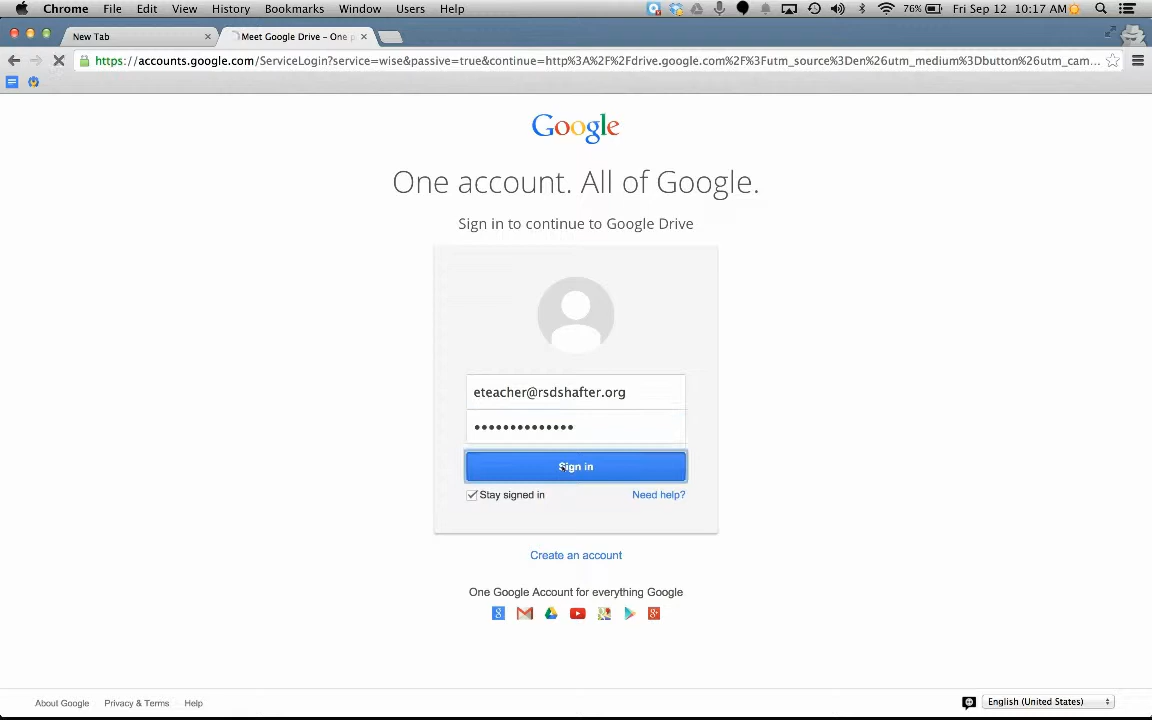 Chrome File Edit View History Bookmarks Window Users Help 76% Fri Sep 12 10:17 AM
New Tab Meet Google Drive – One p
https://accounts.google.com/ServiceLogin?service=wise&passive=true&continue=http%3A%2F%2Fdrive.google.com%2F%3Futm_source%3Den%26utm_medium%3Dbutton%26utm_cam...
Google
One account. All of Google.
Sign in to continue to Google Drive
eteacher@rsdshafter.org
Sign in
Stay signed in Need help?
Create an account
One Google Account for everything Google
About Google Privacy & Terms Help English (United States)